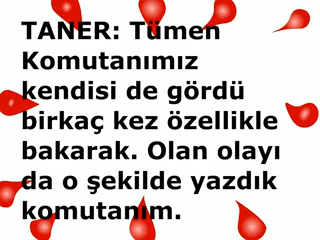 TANER: Tümen
Komutanımız
kendisi de gördü
birkaç kez özellikle
bakarak. Olan olayı
da o şekilde yazdık
komutanım.